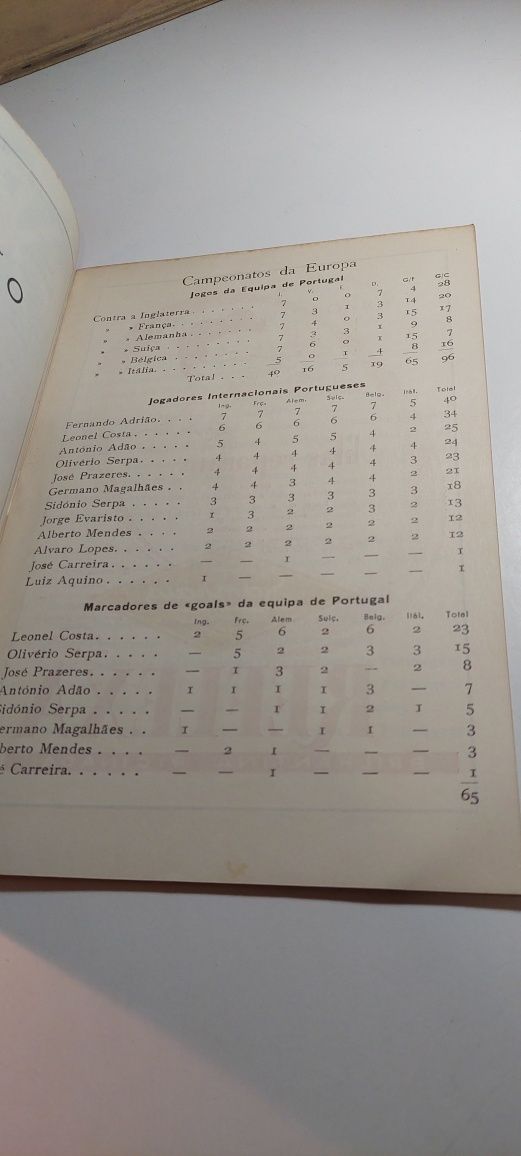 O
Campeonatos da Europa
Jogos da Equipa de Portugal
J. V. E. D. G/F G/C
Contra a Inglaterra. . . . . . . 7 0 0 7 4 28
» » França. . . . . . . . . 7 3 1 3 14 20
» » Alemanha . . . . . . . 7 4 0 3 15 17
» » Suíça . . . . . . . . . 7 3 3 1 9 8
» » Bélgica . . . . . . . . 7 6 0 1 15 7
» » Itália. . . . . . . . . 5 0 1 4 8 16
Total . . . 40 16 5 19 65 96
Jogadores Internacionais Portugueses
Ing. Frç. Alem. Suíç. Belg. Itál. Total
Fernando Adrião. . . . 7 7 7 7 7 5 40
Leonel Costa. . . . . . 6 6 6 6 6 4 34
António Adão . . . . . 5 4 5 5 4 2 25
Olivério Serpa. . . . . 4 4 4 4 4 4 24
José Prazeres. . . . . . 4 4 4 4 4 3 23
Germano Magalhães . . 4 4 3 4 4 2 21
Sidónio Serpa . . . . . 3 3 3 3 3 3 18
Jorge Evaristo . . . . 1 3 2 2 3 2 13
Alberto Mendes . . . . 2 2 2 2 2 2 12
Alvaro Lopes. . . . . . 2 2 2 2 2 2 12
José Carreira . . . . . — — 1 — — — 1
Luiz Aquino . . . . . . 1 — — — — — 1
Marcadores de «goals» da equipa de Portugal
Ing. Frç. Alem Suíç. Belg. Itál. Total
Leonel Costa. . . . . . 2 5 6 2 6 2 23
Olivério Serpa. . . . . — 5 2 2 3 3 15
José Prazeres. . . . . . — 1 3 2 — 2 8
António Adão . . . . . 1 1 1 1 3 — 7
Sidónio Serpa . . . . . — — 1 1 2 1 5
ermano Magalhães . . 1 — — 1 1 — 3
berto Mendes . . . . — 2 1 — — — 3
é Carreira. . . . . . — — 1 — — — 1
65